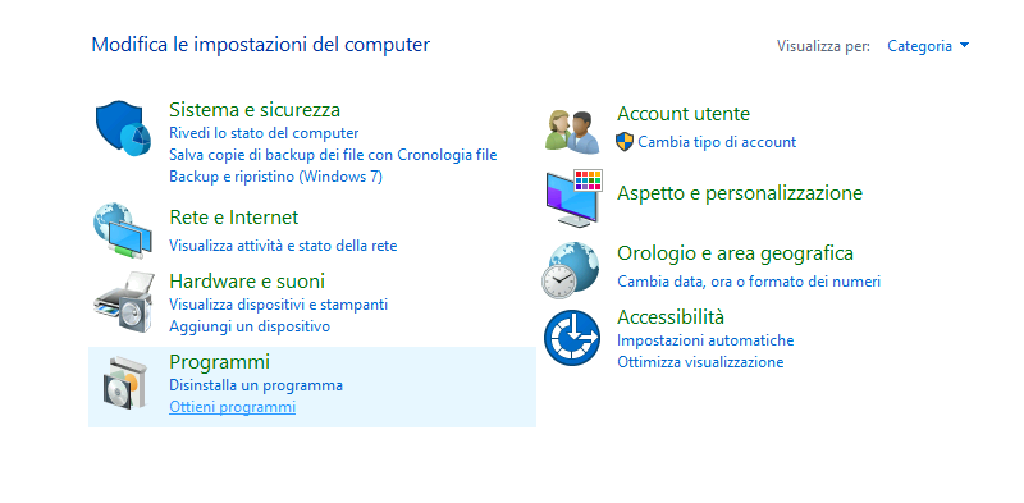 Modifica le impostazioni del computer
Visualizza per: Categoria
Sistema e sicurezza
Rivedi lo stato del computer
Salva copie di backup dei file con Cronologia file
Backup e ripristino (Windows 7)
Rete e Internet
Visualizza attività e stato della rete
Hardware e suoni
Visualizza dispositivi e stampanti
Aggiungi un dispositivo
Programmi
Disinstalla un programma
Ottieni programmi
Account utente
Cambia tipo di account
Aspetto e personalizzazione
Orologio e area geografica
Cambia data, ora o formato dei numeri
Accessibilità
Impostazioni automatiche
Ottimizza visualizzazione